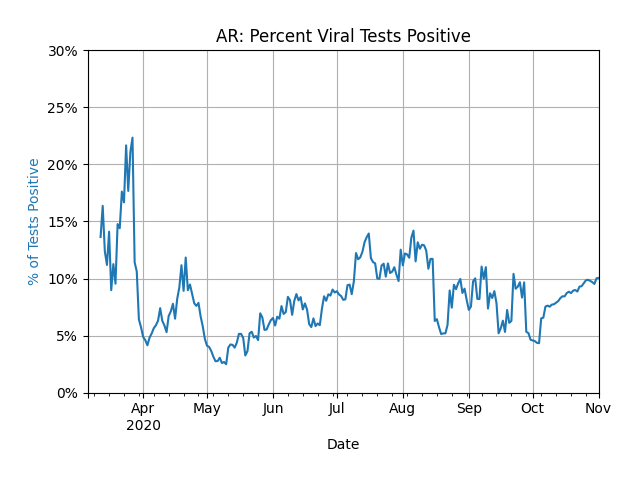 AR: Percent Viral Tests Positive
30%
25%
20%
15%
10%
5%
0%
% of Tests Positive
Apr May Jun Jul Aug Sep Oct Nov
2020
Date